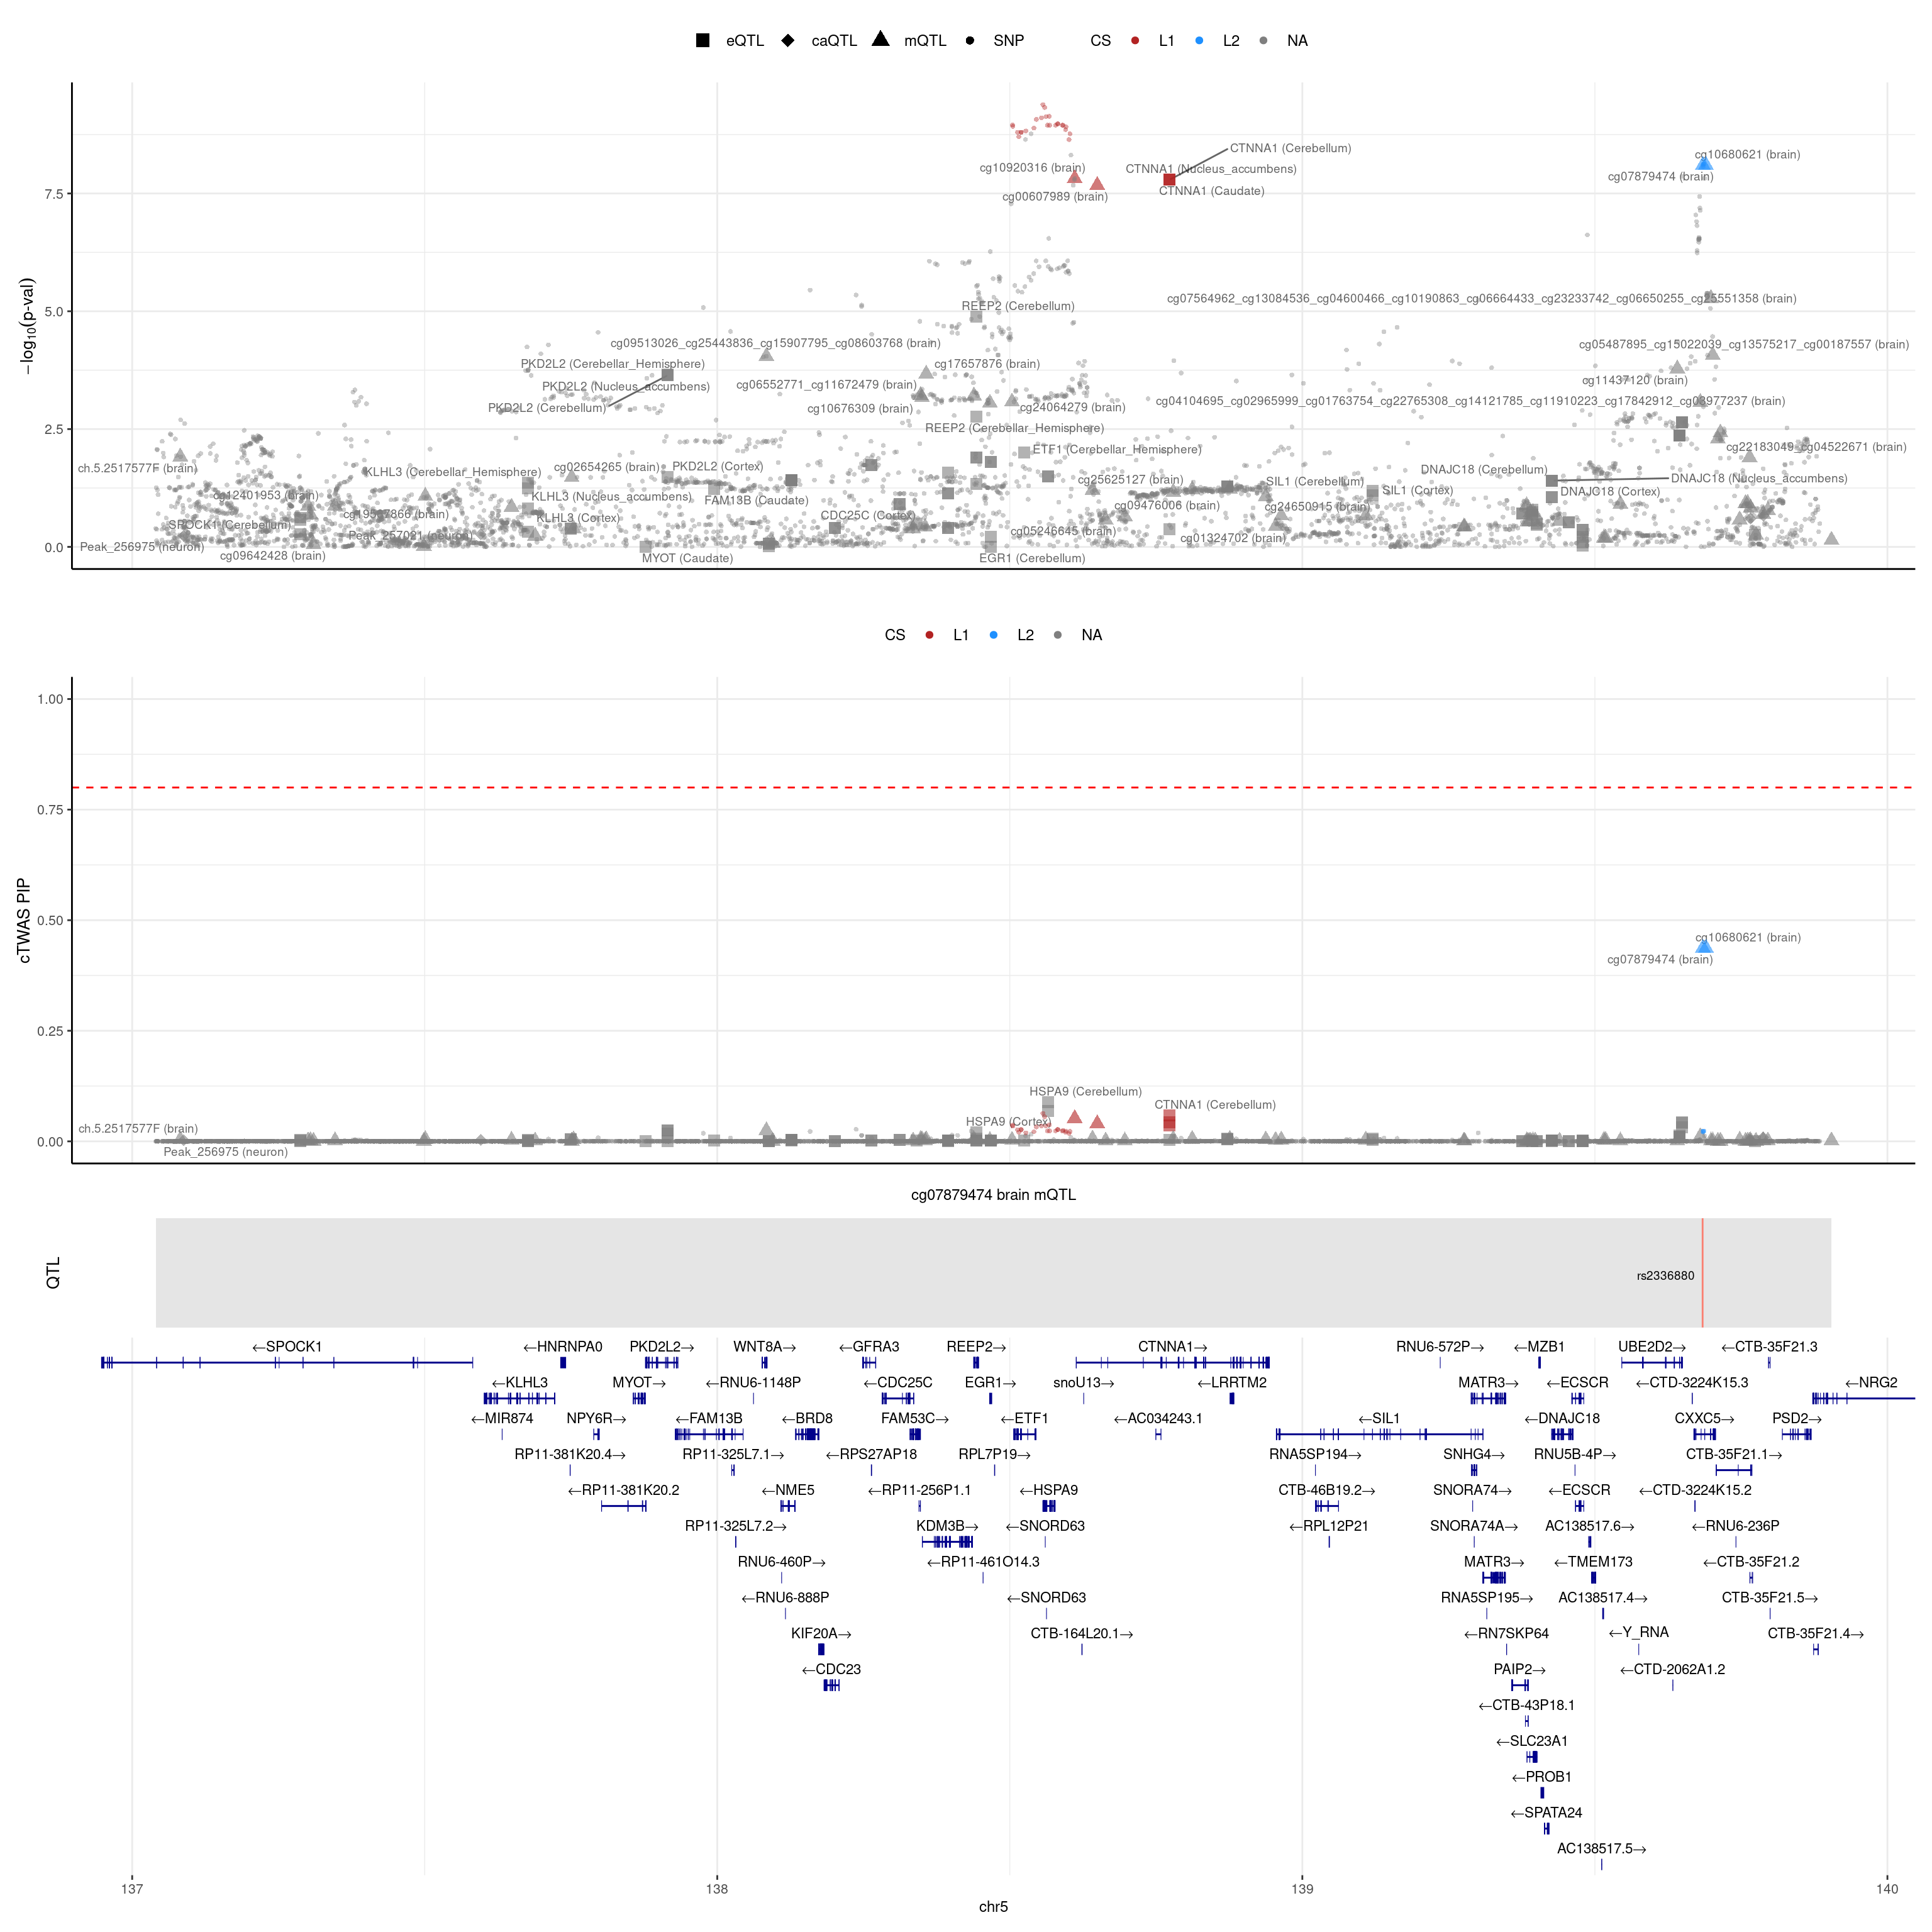 eQTL caQTL mQTL SNP CS L1 L2 NA
−log10(p-val)
7.5
5.0
2.5
0.0
cg10920316 (brain)
cg00607989 (brain)
CTNNA1 (Cerebellum)
CTNNA1 (Nucleus_accumbens)
CTNNA1 (Caudate)
cg10680621 (brain)
cg07879474 (brain)
REEP2 (Cerebellum)
cg07564962_cg13084536_cg04600466_cg10190863_cg06664433_cg23233742_cg06650255_cg25551358 (brain)
cg09513026_cg25443836_cg15907795_cg08603768 (brain)
cg05487895_cg15022039_cg13575217_cg00187557 (brain)
PKD2L2 (Cerebellar_Hemisphere)
cg17657876 (brain)
PKD2L2 (Nucleus_accumbens)
cg06552771_cg11672479 (brain)
cg11437120 (brain)
PKD2L2 (Cerebellum)
cg10676309 (brain)
cg24064279 (brain)
cg04104695_cg02965999_cg01763754_cg22765308_cg14121785_cg11910223_cg17842912_cg08977237 (brain)
REEP2 (Cerebellar_Hemisphere)
ETF1 (Cerebellar_Hemisphere)
cg22183049_cg04522671 (brain)
ch.5.2517577F (brain)
KLHL3 (Cerebellar_Hemisphere)
cg02654265 (brain)
PKD2L2 (Cortex)
cg25625127 (brain)
SIL1 (Cerebellum)
SIL1 (Cortex)
DNAJC18 (Cerebellum)
DNAJC18 (Nucleus_accumbens)
DNAJC18 (Cortex)
cg12401953 (brain)
KLHL3 (Nucleus_accumbens)
FAM13B (Caudate)
cg09476006 (brain)
cg24650915 (brain)
KLHL3 (Cortex)
CDC25C (Cortex)
SPOCK1 (Cerebellum)
cg05246645 (brain)
cg01324702 (brain)
Peak_256975 (neuron)
Peak_257021 (neuron)
cg09642428 (brain)
MYOT (Caudate)
EGR1 (Cerebellum)
CS L1 L2 NA
cTWAS PIP
1.00
0.75
0.50
0.25
0.00
cg10680621 (brain)
cg07879474 (brain)
HSPA9 (Cerebellum)
CTNNA1 (Cerebellum)
HSPA9 (Cortex)
ch.5.2517577F (brain)
Peak_256975 (neuron)
cg07879474 brain mQTL
QTL
rs2336880
←SPOCK1 ←HNRNPA0 PKD2L2→ WNT8A→ ←GFRA3 REEP2→ CTNNA1→ RNU6-572P→ ←MZB1 UBE2D2→ ←CTB-35F21.3
←KLHL3 MYOT→ ←RNU6-1148P ←CDC25C EGR1→ snoU13→ ←LRRTM2 MATR3→ ←ECSCR ←CTD-3224K15.3 ←NRG2
←MIR874 NPY6R→ ←FAM13B ←BRD8 FAM53C→ ←ETF1 ←AC034243.1 ←SIL1 ←DNAJC18 CXXC5→ PSD2→
RP11-381K20.4→ RP11-325L7.1→ ←RPS27AP18 RPL7P19→ RNA5SP194→ SNHG4→ RNU5B-4P→ CTB-35F21.1→
←RP11-381K20.2 ←NME5 ←RP11-256P1.1 ←HSPA9 CTB-46B19.2→ SNORA74→ ←ECSCR ←CTD-3224K15.2
RP11-325L7.2→ KDM3B→ ←SNORD63 ←RPL12P21 SNORA74A→ AC138517.6→ ←RNU6-236P
RNU6-460P→ ←RP11-461O14.3 MATR3→ ←TMEM173 ←CTB-35F21.2
←RNU6-888P ←SNORD63 RNA5SP195→ AC138517.4→ CTB-35F21.5→
KIF20A→ CTB-164L20.1→ ←RN7SKP64 ←Y_RNA CTB-35F21.4→
←CDC23 PAIP2→ ←CTD-2062A1.2
←CTB-43P18.1
←SLC23A1
←PROB1
←SPATA24
AC138517.5→
137 138 139 140
chr5